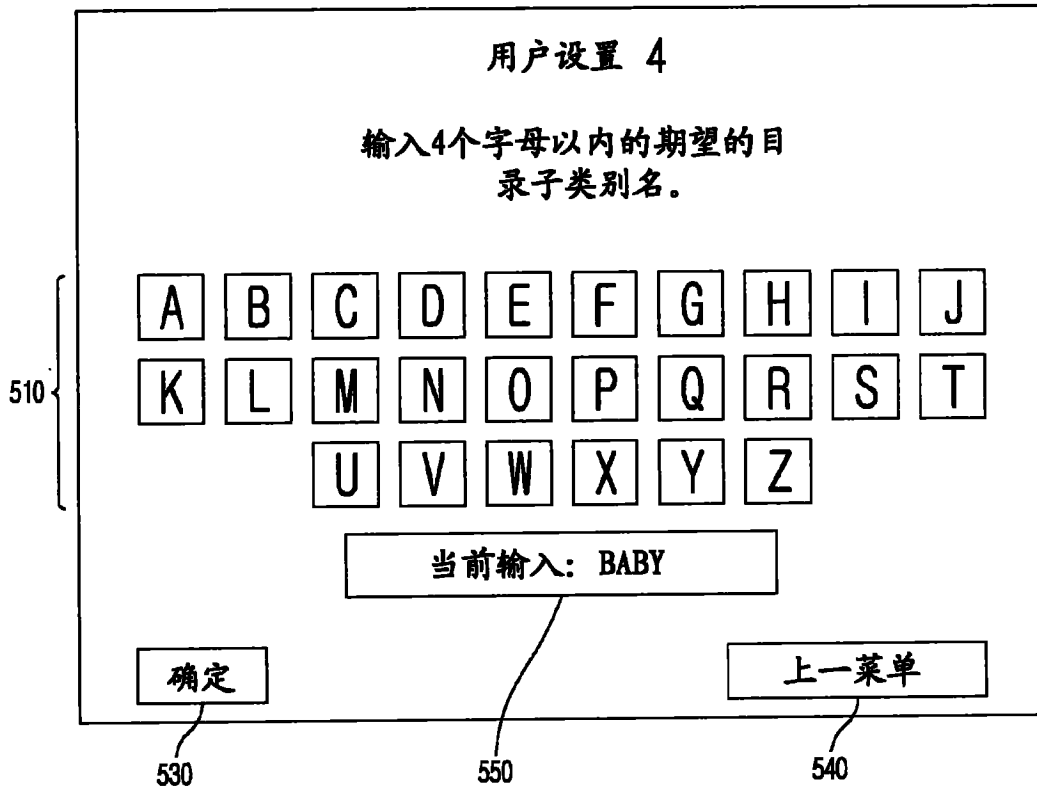 用户设置 4
输入4个字母以内的期望的目
录子类别名。
A B C D E F G H I J
510
K L M N O P Q R S T
U V W X Y Z
当前输入: BABY
确定
上一菜单
530
550
540